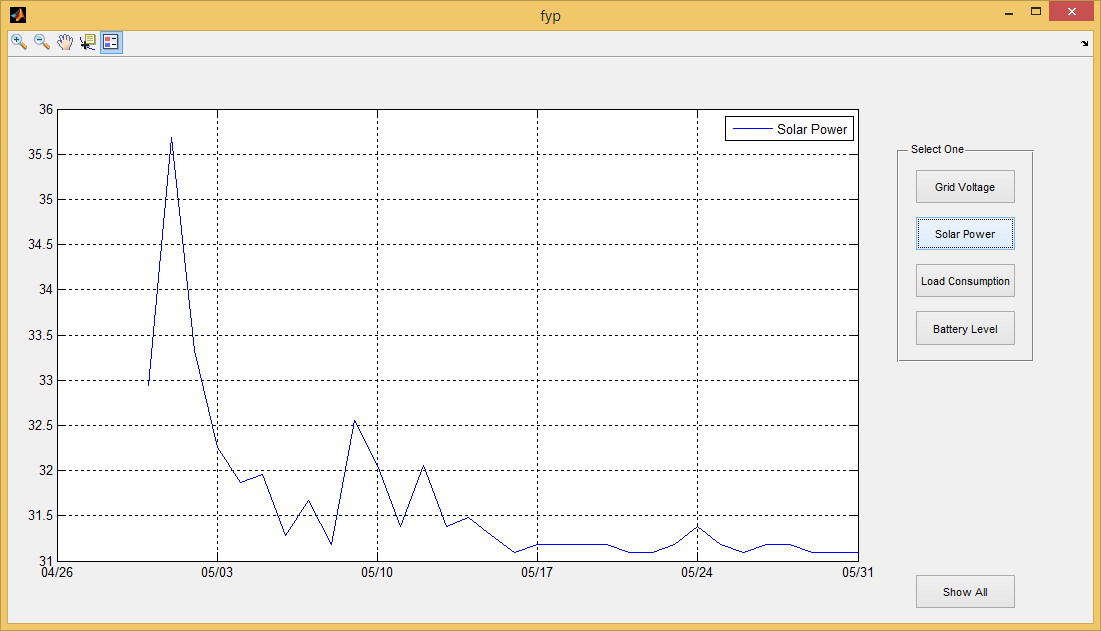 fyp
36
35.5
35
34.5
34
33.5
33
32.5
32
31.5
31
04/26 05/03 05/10 05/17 05/24 05/31
Solar Power
Select One
Grid Voltage
Solar Power
Load Consumption
Battery Level
Show All